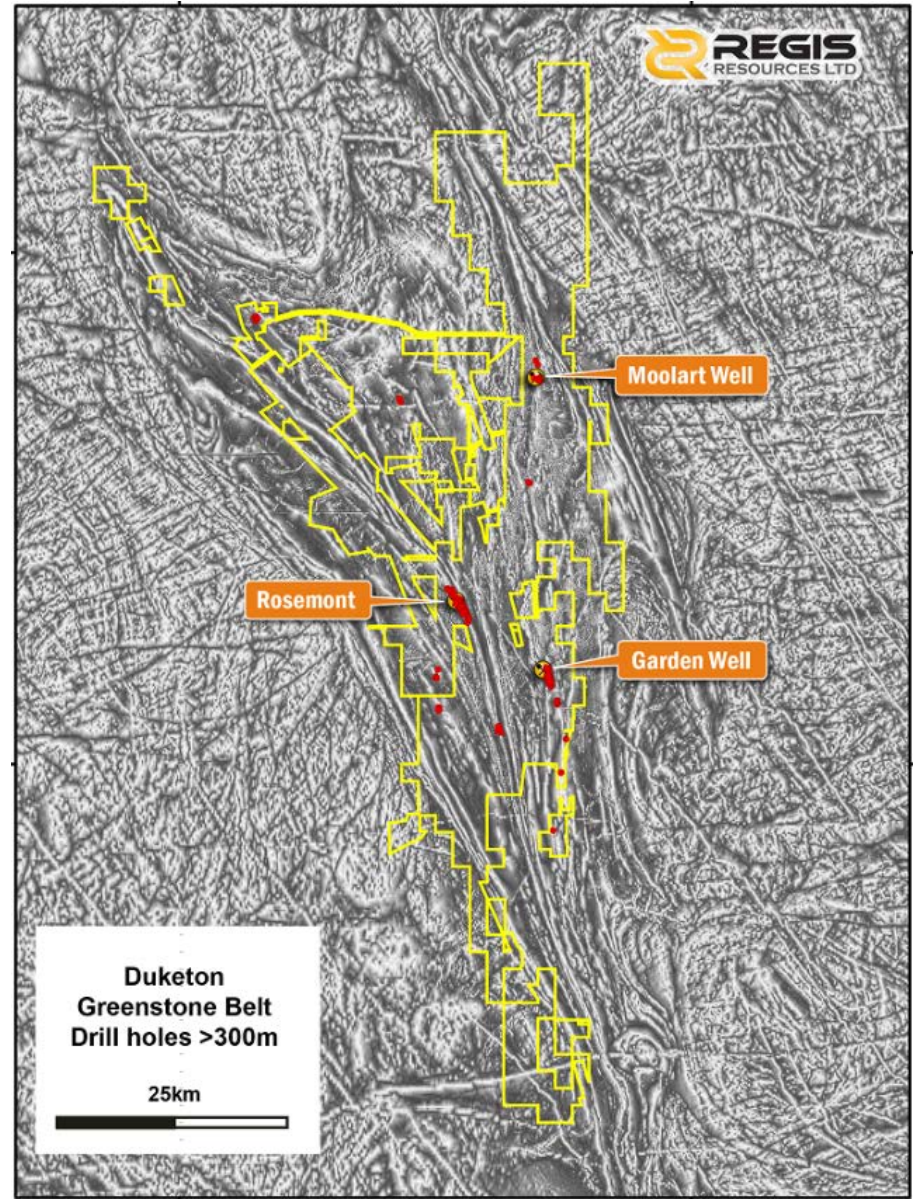 REGIS
RESOURCES LTD
Moolart Well
Rosemont
Garden Well
Duketon
Greenstone Belt
Drill holes >300m
25km